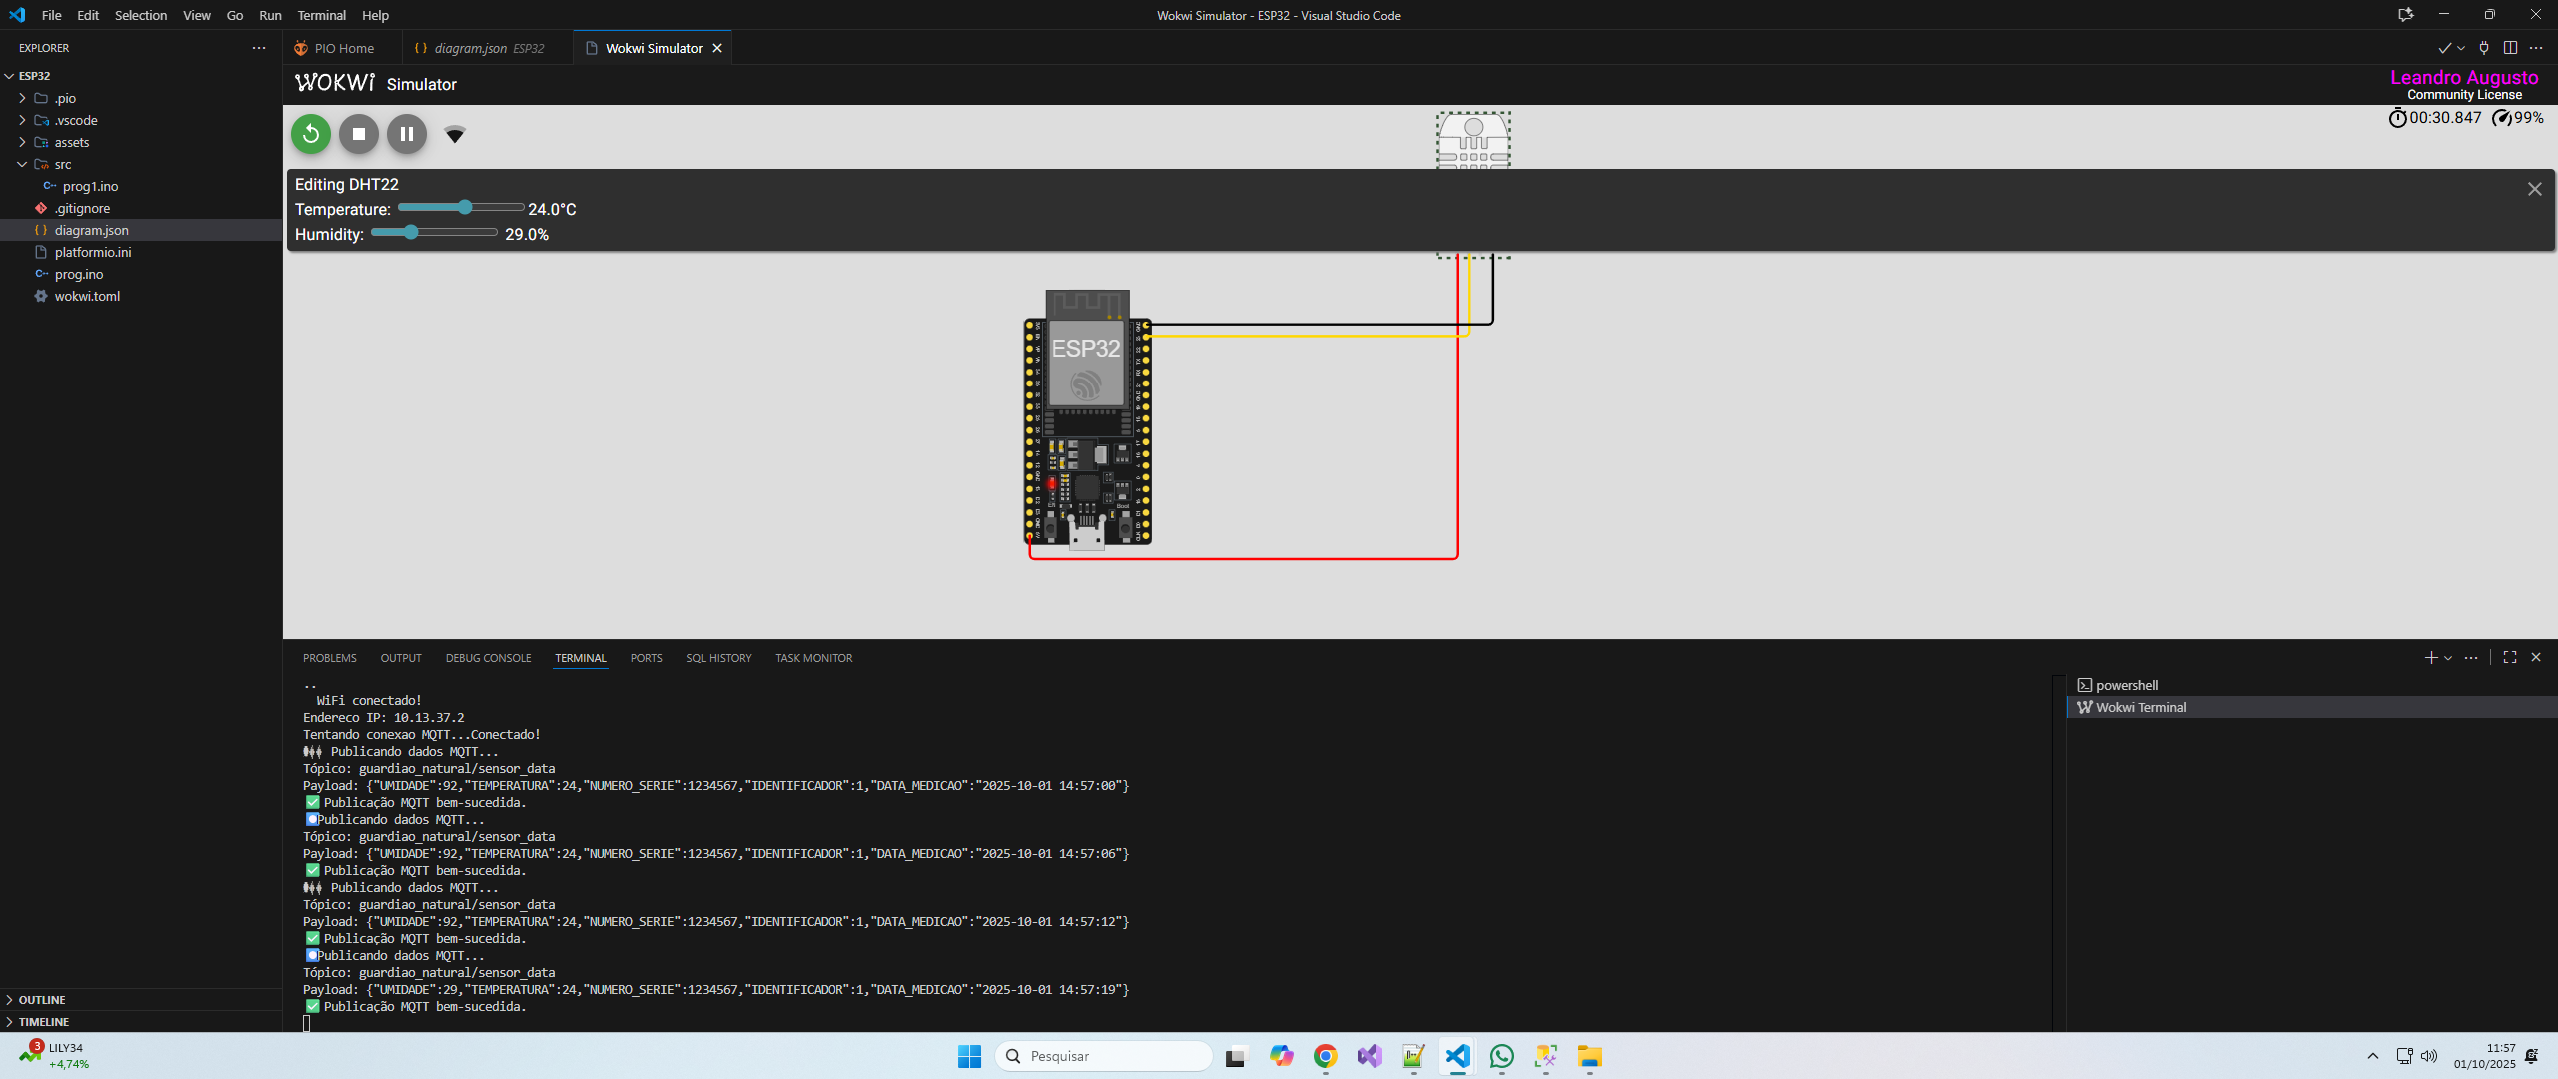 File Edit Selection View Go Run Terminal Help
Wokwi Simulator - ESP32 - Visual Studio Code
EXPLORER
ESP32
.pio
.vscode
assets
src
prog1.ino
.gitignore
diagram.json
platformio.ini
prog.ino
wokwi.toml
OUTLINE
TIMELINE
PIO Home
diagram.json ESP32
Wokwi Simulator
WOKWi Simulator
Leandro Augusto
Community License
00:30.847 99%
Editing DHT22
Temperature: 24.0°C
Humidity: 29.0%
ESP32
Boot
PROBLEMS OUTPUT DEBUG CONSOLE TERMINAL PORTS SQL HISTORY TASK MONITOR
..
WiFi conectado!
Endereco IP: 10.13.37.2
Tentando conexao MQTT...Conectado!
Publicando dados MQTT...
Tópico: guardiao_natural/sensor_data
Payload: {"UMIDADE":92,"TEMPERATURA":24,"NUMERO_SERIE":1234567,"IDENTIFICADOR":1,"DATA_MEDICAO":"2025-10-01 14:57:00"}
✅ Publicação MQTT bem-sucedida.
Publicando dados MQTT...
Tópico: guardiao_natural/sensor_data
Payload: {"UMIDADE":92,"TEMPERATURA":24,"NUMERO_SERIE":1234567,"IDENTIFICADOR":1,"DATA_MEDICAO":"2025-10-01 14:57:06"}
✅ Publicação MQTT bem-sucedida.
Publicando dados MQTT...
Tópico: guardiao_natural/sensor_data
Payload: {"UMIDADE":92,"TEMPERATURA":24,"NUMERO_SERIE":1234567,"IDENTIFICADOR":1,"DATA_MEDICAO":"2025-10-01 14:57:12"}
✅ Publicação MQTT bem-sucedida.
Publicando dados MQTT...
Tópico: guardiao_natural/sensor_data
Payload: {"UMIDADE":29,"TEMPERATURA":24,"NUMERO_SERIE":1234567,"IDENTIFICADOR":1,"DATA_MEDICAO":"2025-10-01 14:57:19"}
✅ Publicação MQTT bem-sucedida.
powershell
Wokwi Terminal
3
LILY34
+4,74%
Pesquisar
11:57
01/10/2025